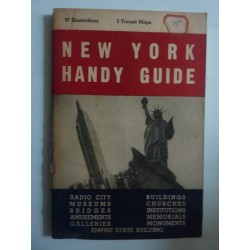 97 Illustrations 5 Transit Maps
NEW YORK
HANDY GUIDE
RADIO CITY BUILDINGS
MUSEUMS CHURCHES
BRIDGES INSTITUTIONS
AMUSEMENTS MEMORIALS
GALLERIES MONUMENTS
EMPIRE STATE BUILDING